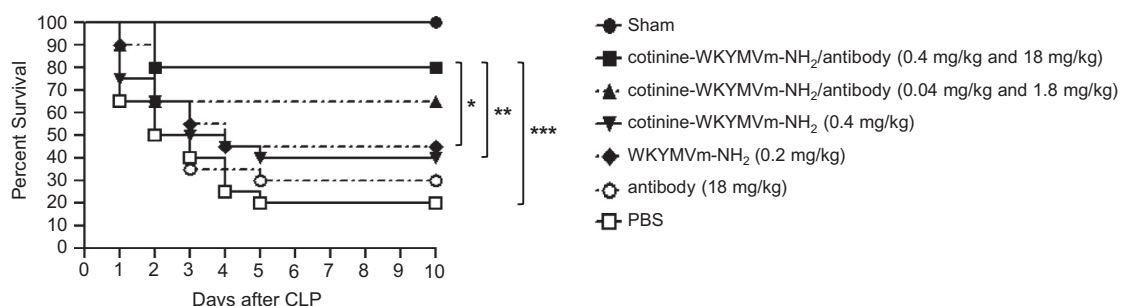 Percent Survival
100
90
80
70
60
50
40
30
20
10
0
0 1 2 3 4 5 6 7 8 9 10
Days after CLP
*
**
***
Sham
cotinine-WKYMVm-NH2/antibody (0.4 mg/kg and 18 mg/kg)
cotinine-WKYMVm-NH2/antibody (0.04 mg/kg and 1.8 mg/kg)
cotinine-WKYMVm-NH2 (0.4 mg/kg)
WKYMVm-NH2 (0.2 mg/kg)
antibody (18 mg/kg)
PBS